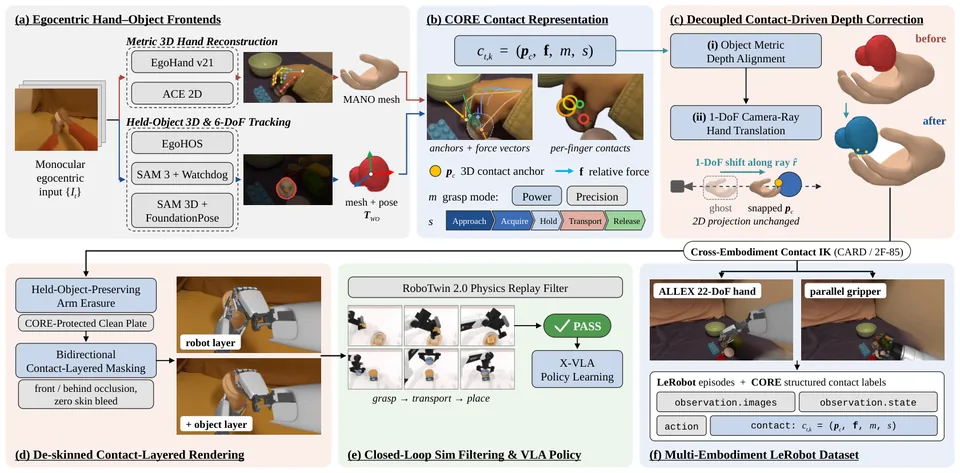 (a) Egocentric Hand–Object Frontends
Metric 3D Hand Reconstruction
EgoHand v21
ACE 2D
MANO mesh
Held-Object 3D & 6-DoF Tracking
Monocular
egocentric
input {Iₜ}
EgoHOS
SAM 3 + Watchdog
SAM 3D +
FoundationPose
mesh + pose
T_WO
(b) CORE Contact Representation
c_t,k = (p_c, f, m, s)
anchors + force vectors
per-finger contacts
p_c 3D contact anchor
f relative force
m grasp mode:
Power
Precision
s
Approach
Acquire
Hold
Transport
Release
(c) Decoupled Contact-Driven Depth Correction
(i) Object Metric
Depth Alignment
before
(ii) 1-DoF Camera-Ray
Hand Translation
after
1-DoF shift along ray r̂
ghost
snapped p_c
2D projection unchanged
Cross-Embodiment Contact IK (CARD / 2F-85)
Held-Object-Preserving
Arm Erasure
CORE-Protected Clean Plate
Bidirectional
Contact-Layered Masking
front / behind occlusion,
zero skin bleed
robot layer
+ object layer
(d) De-skinned Contact-Layered Rendering
RoboTwin 2.0 Physics Replay Filter
PASS
X-VLA
Policy Learning
grasp → transport → place
(e) Closed-Loop Sim Filtering & VLA Policy
ALLEX 22-DoF hand
parallel gripper
LeRobot episodes + CORE structured contact labels
observation.images
observation.state
action
contact: c_t,k = (p_c, f, m, s)
(f) Multi-Embodiment LeRobot Dataset